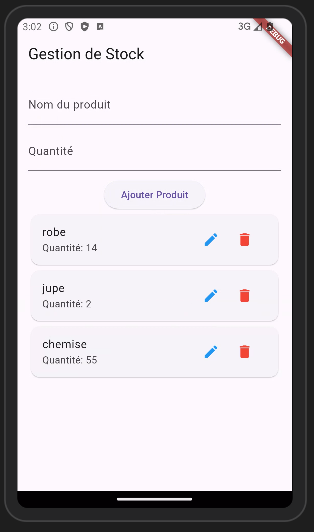 3:02
3G
DEBUG
Gestion de Stock
Nom du produit
Quantité
Ajouter Produit
robe
Quantité: 14
jupe
Quantité: 2
chemise
Quantité: 55